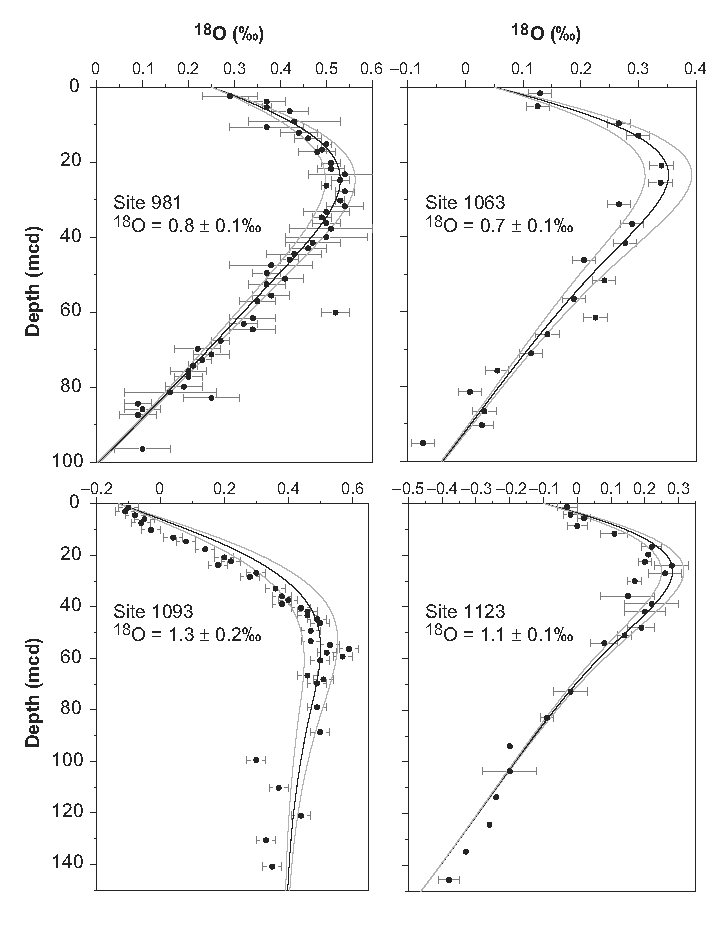 18O (‰) 18O (‰)
0 0.1 0.2 0.3 0.4 0.5 0.6 −0.1 0 0.1 0.2 0.3 0.4
0
20
40
60
80
100
Depth (mcd)
Site 981
18O = 0.8 ± 0.1‰
Site 1063
18O = 0.7 ± 0.1‰
−0.2 0 0.2 0.4 0.6 −0.5 −0.4 −0.3 −0.2 −0.1 0 0.1 0.2 0.3
0
20
40
60
80
100
120
140
Depth (mcd)
Site 1093
18O = 1.3 ± 0.2‰
Site 1123
18O = 1.1 ± 0.1‰